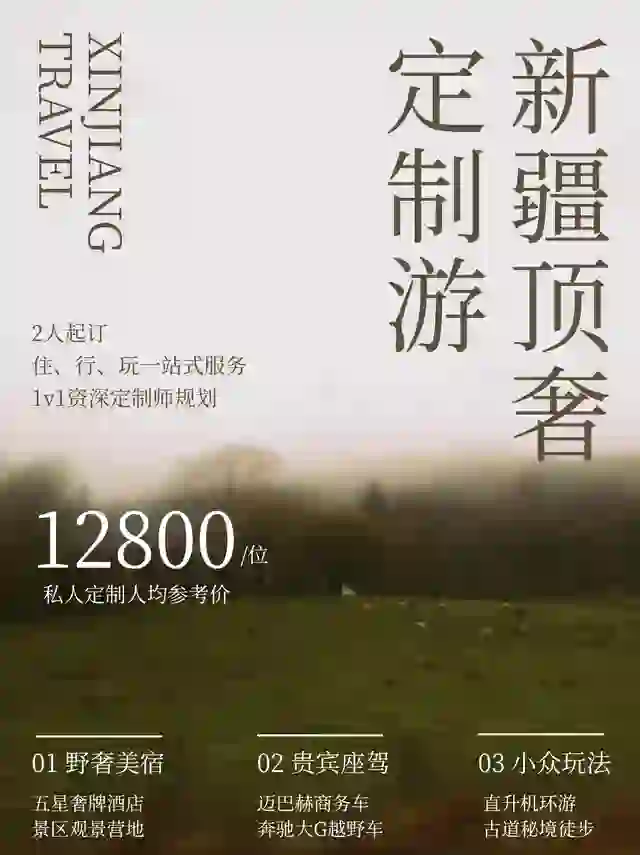 XINJIANG
TRAVEL
新疆顶奢
定制游
2人起订
住、行、玩一站式服务
1v1资深定制师规划
12800/位
私人定制人均参考价
01 野奢美宿
五星奢牌酒店
景区观景营地
02 贵宾座驾
迈巴赫商务车
奔驰大G越野车
03 小众玩法
直升机环游
古道秘境徒步